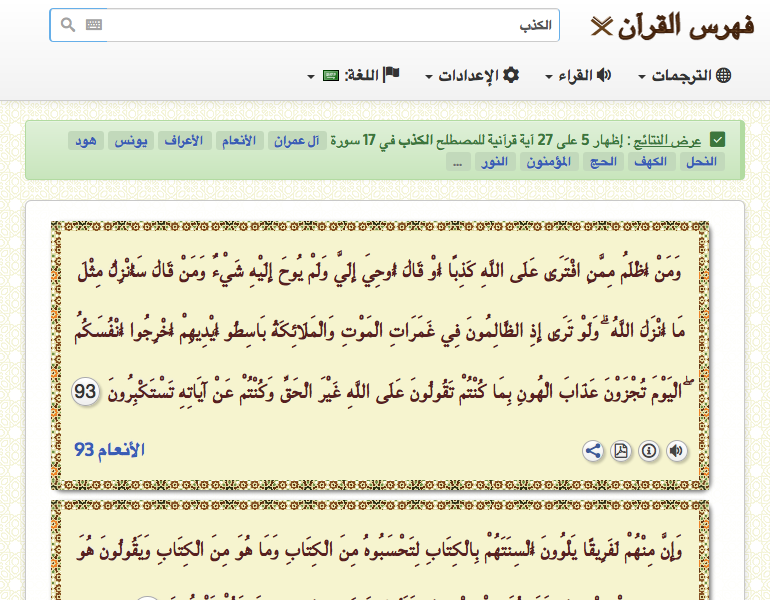 فهرس القرآن
الكذب
الترجمات
القراء
الإعدادات
اللغة:
عرض النتائج : إظهار 5 على 27 آية قرآنية للمصطلح الكذب في 17 سورة آل عمران الأنعام الأعراف يونس هود
النحل الكهف الحج المؤمنون النور ...
وَمَنْ أَظْلَمُ مِمَّنِ افْتَرَى عَلَى اللَّهِ كَذِبًا أَوْ قَالَ أُوحِيَ إِلَيَّ وَلَمْ يُوحَ إِلَيْهِ شَيْءٌ وَمَنْ قَالَ سَأُنْزِلُ مِثْلَ
مَا أَنْزَلَ اللَّهُ ۗ وَلَوْ تَرَى إِذِ الظَّالِمُونَ فِي غَمَرَاتِ الْمَوْتِ وَالْمَلَائِكَةُ بَاسِطُو أَيْدِيهِمْ أَخْرِجُوا أَنْفُسَكُمُ
ۖ الْيَوْمَ تُجْزَوْنَ عَذَابَ الْهُونِ بِمَا كُنْتُمْ تَقُولُونَ عَلَى اللَّهِ غَيْرَ الْحَقِّ وَكُنْتُمْ عَنْ آيَاتِهِ تَسْتَكْبِرُونَ 93
الأنعام 93
وَإِنَّ مِنْهُمْ لَفَرِيقًا يَلْوُونَ أَلْسِنَتَهُمْ بِالْكِتَابِ لِتَحْسَبُوهُ مِنَ الْكِتَابِ وَمَا هُوَ مِنَ الْكِتَابِ وَيَقُولُونَ هُوَ